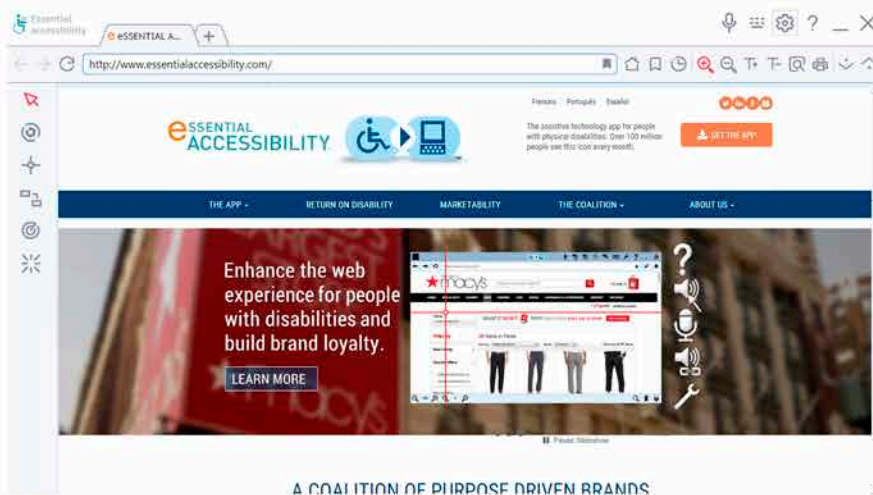 Essential
accessibility
eSSENTIAL A...
http://www.essentialaccessibility.com/
Francais Português Español
eSSENTIAL
ACCESSIBILITY
The assistive technology app for people
with physical disabilities. Over 100 million
people see this icon every month.
GET THE APP
THE APP
RETURN ON DISABILITY
MARKETABILITY
THE COALITION
ABOUT US
Enhance the web
experience for people
with disabilities and
build brand loyalty.
LEARN MORE
macy's
macy's
Pause Slideshow
A COALITION OF PURPOSE DRIVEN BRANDS